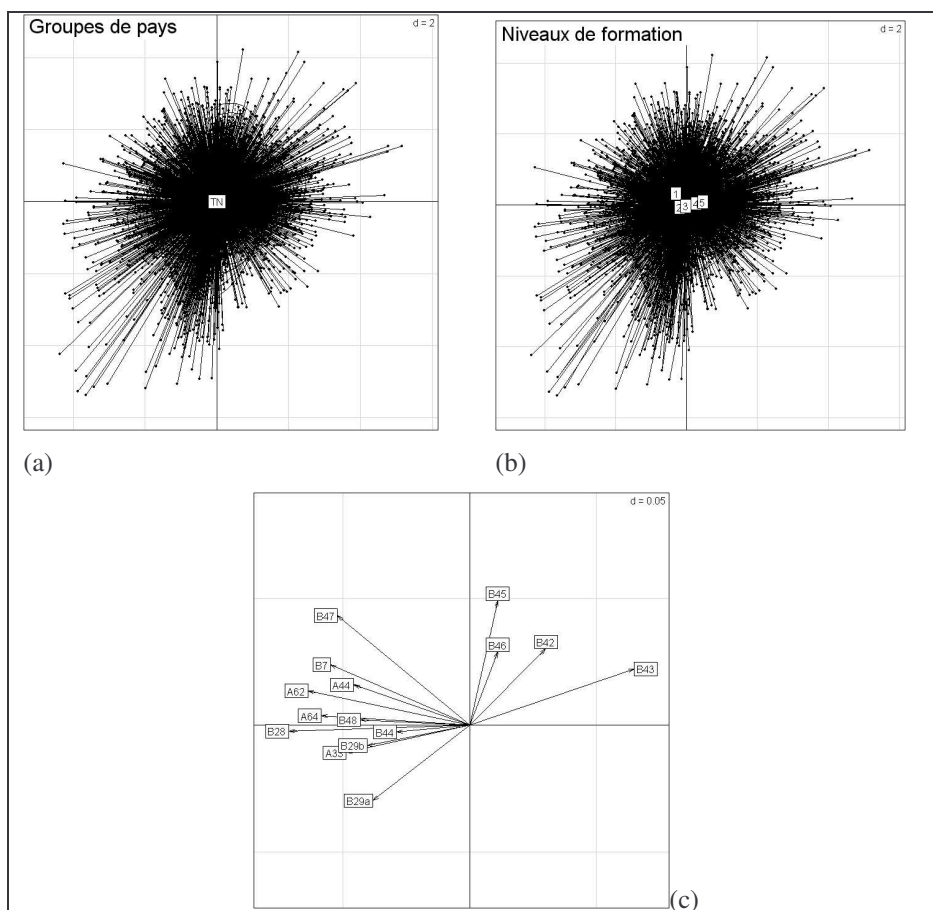 Groupes de pays
d = 2
TN
(a)
Niveaux de formation
d = 2
1
2
3
4
5
(b)
d = 0.05
B45
B47
B46
B42
B7
B43
A44
A62
A64
B48
B28
B44
B29b
B29a
(c)